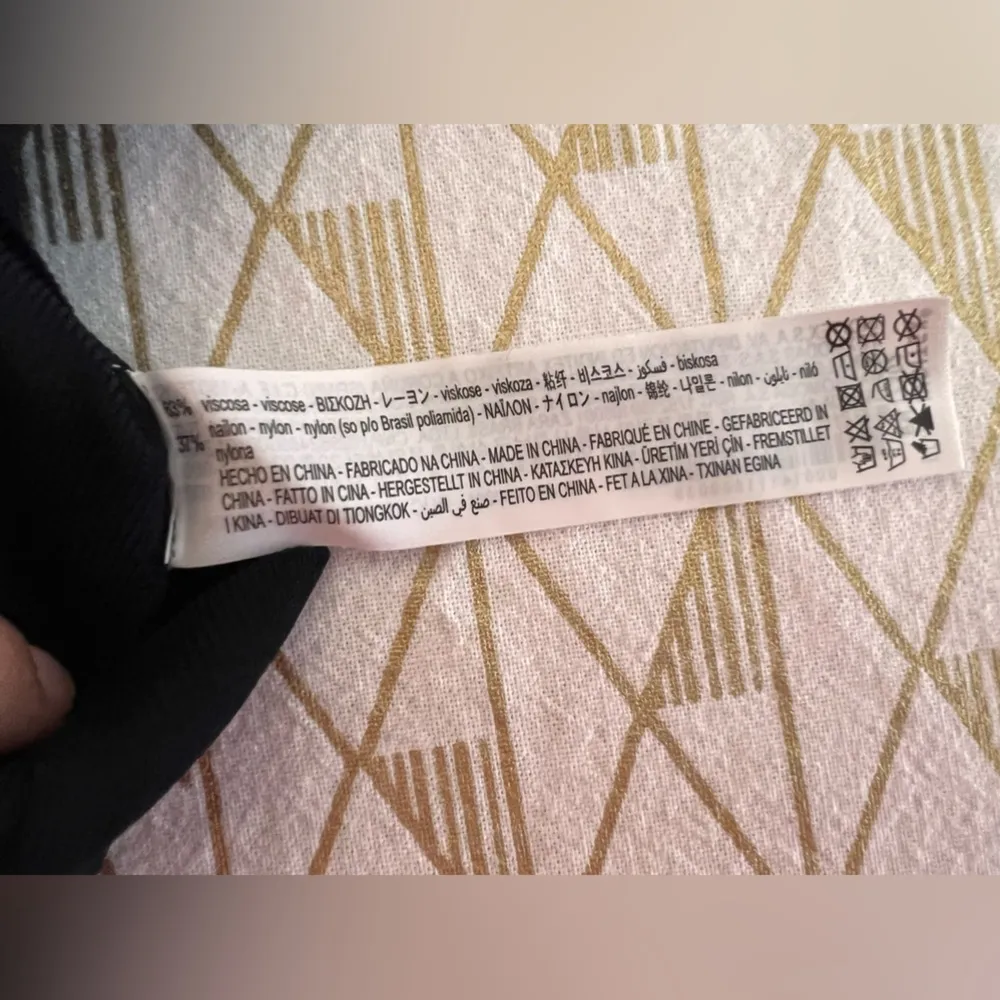 63% viscosa - viscose - ΒΙΣΚΟΖΗ - レーヨン - viskose - viskoza - 粘纤 - 비스코스 - فسكوز - biskosa
37% nailon - nylon - nylon (so p/o Brasil poliamida) - ΝΑΪΛΟΝ - ナイロン - najlon - 锦纶 - 나일론 - nilon - نايلون - niló
nylona
HECHO EN CHINA - FABRICADO NA CHINA - MADE IN CHINA - FABRIQUÉ EN CHINE - GEFABRICEERD IN
CHINA - FATTO IN CINA - HERGESTELLT IN CHINA - ΚΑΤΑΣΚΕΥΗ ΚΙΝΑ - ÜRETİM YERİ ÇİN - FREMSTILLET
I KINA - DIBUAT DI TIONGKOK - صنع في الصين - FEITO EN CHINA - FET A LA XINA - TXINAN EGINA